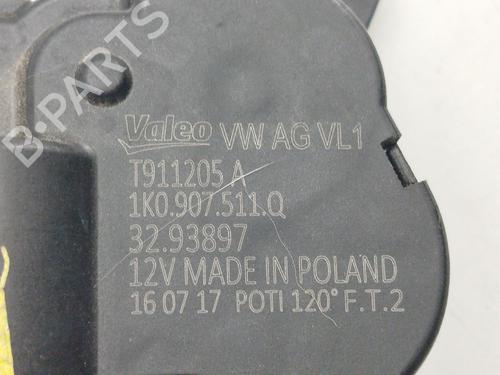 B-PARTS
Valeo VW AG VL1
T911205 A
1K0.907.511.Q
32.93897
12V MADE IN POLAND
16 07 17 POTI 120° F.T.2